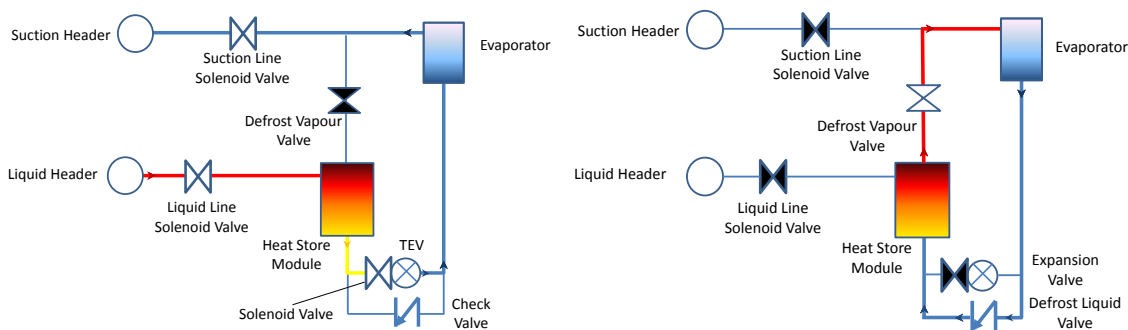 Suction Header
Suction Line
Solenoid Valve
Evaporator
Defrost Vapour
Valve
Liquid Header
Liquid Line
Solenoid Valve
Heat Store
Module
TEV
Solenoid Valve
Check
Valve
Suction Header
Suction Line
Solenoid Valve
Evaporator
Defrost Vapour
Valve
Liquid Header
Liquid Line
Solenoid Valve
Heat Store
Module
Expansion
Valve
Defrost Liquid
Valve